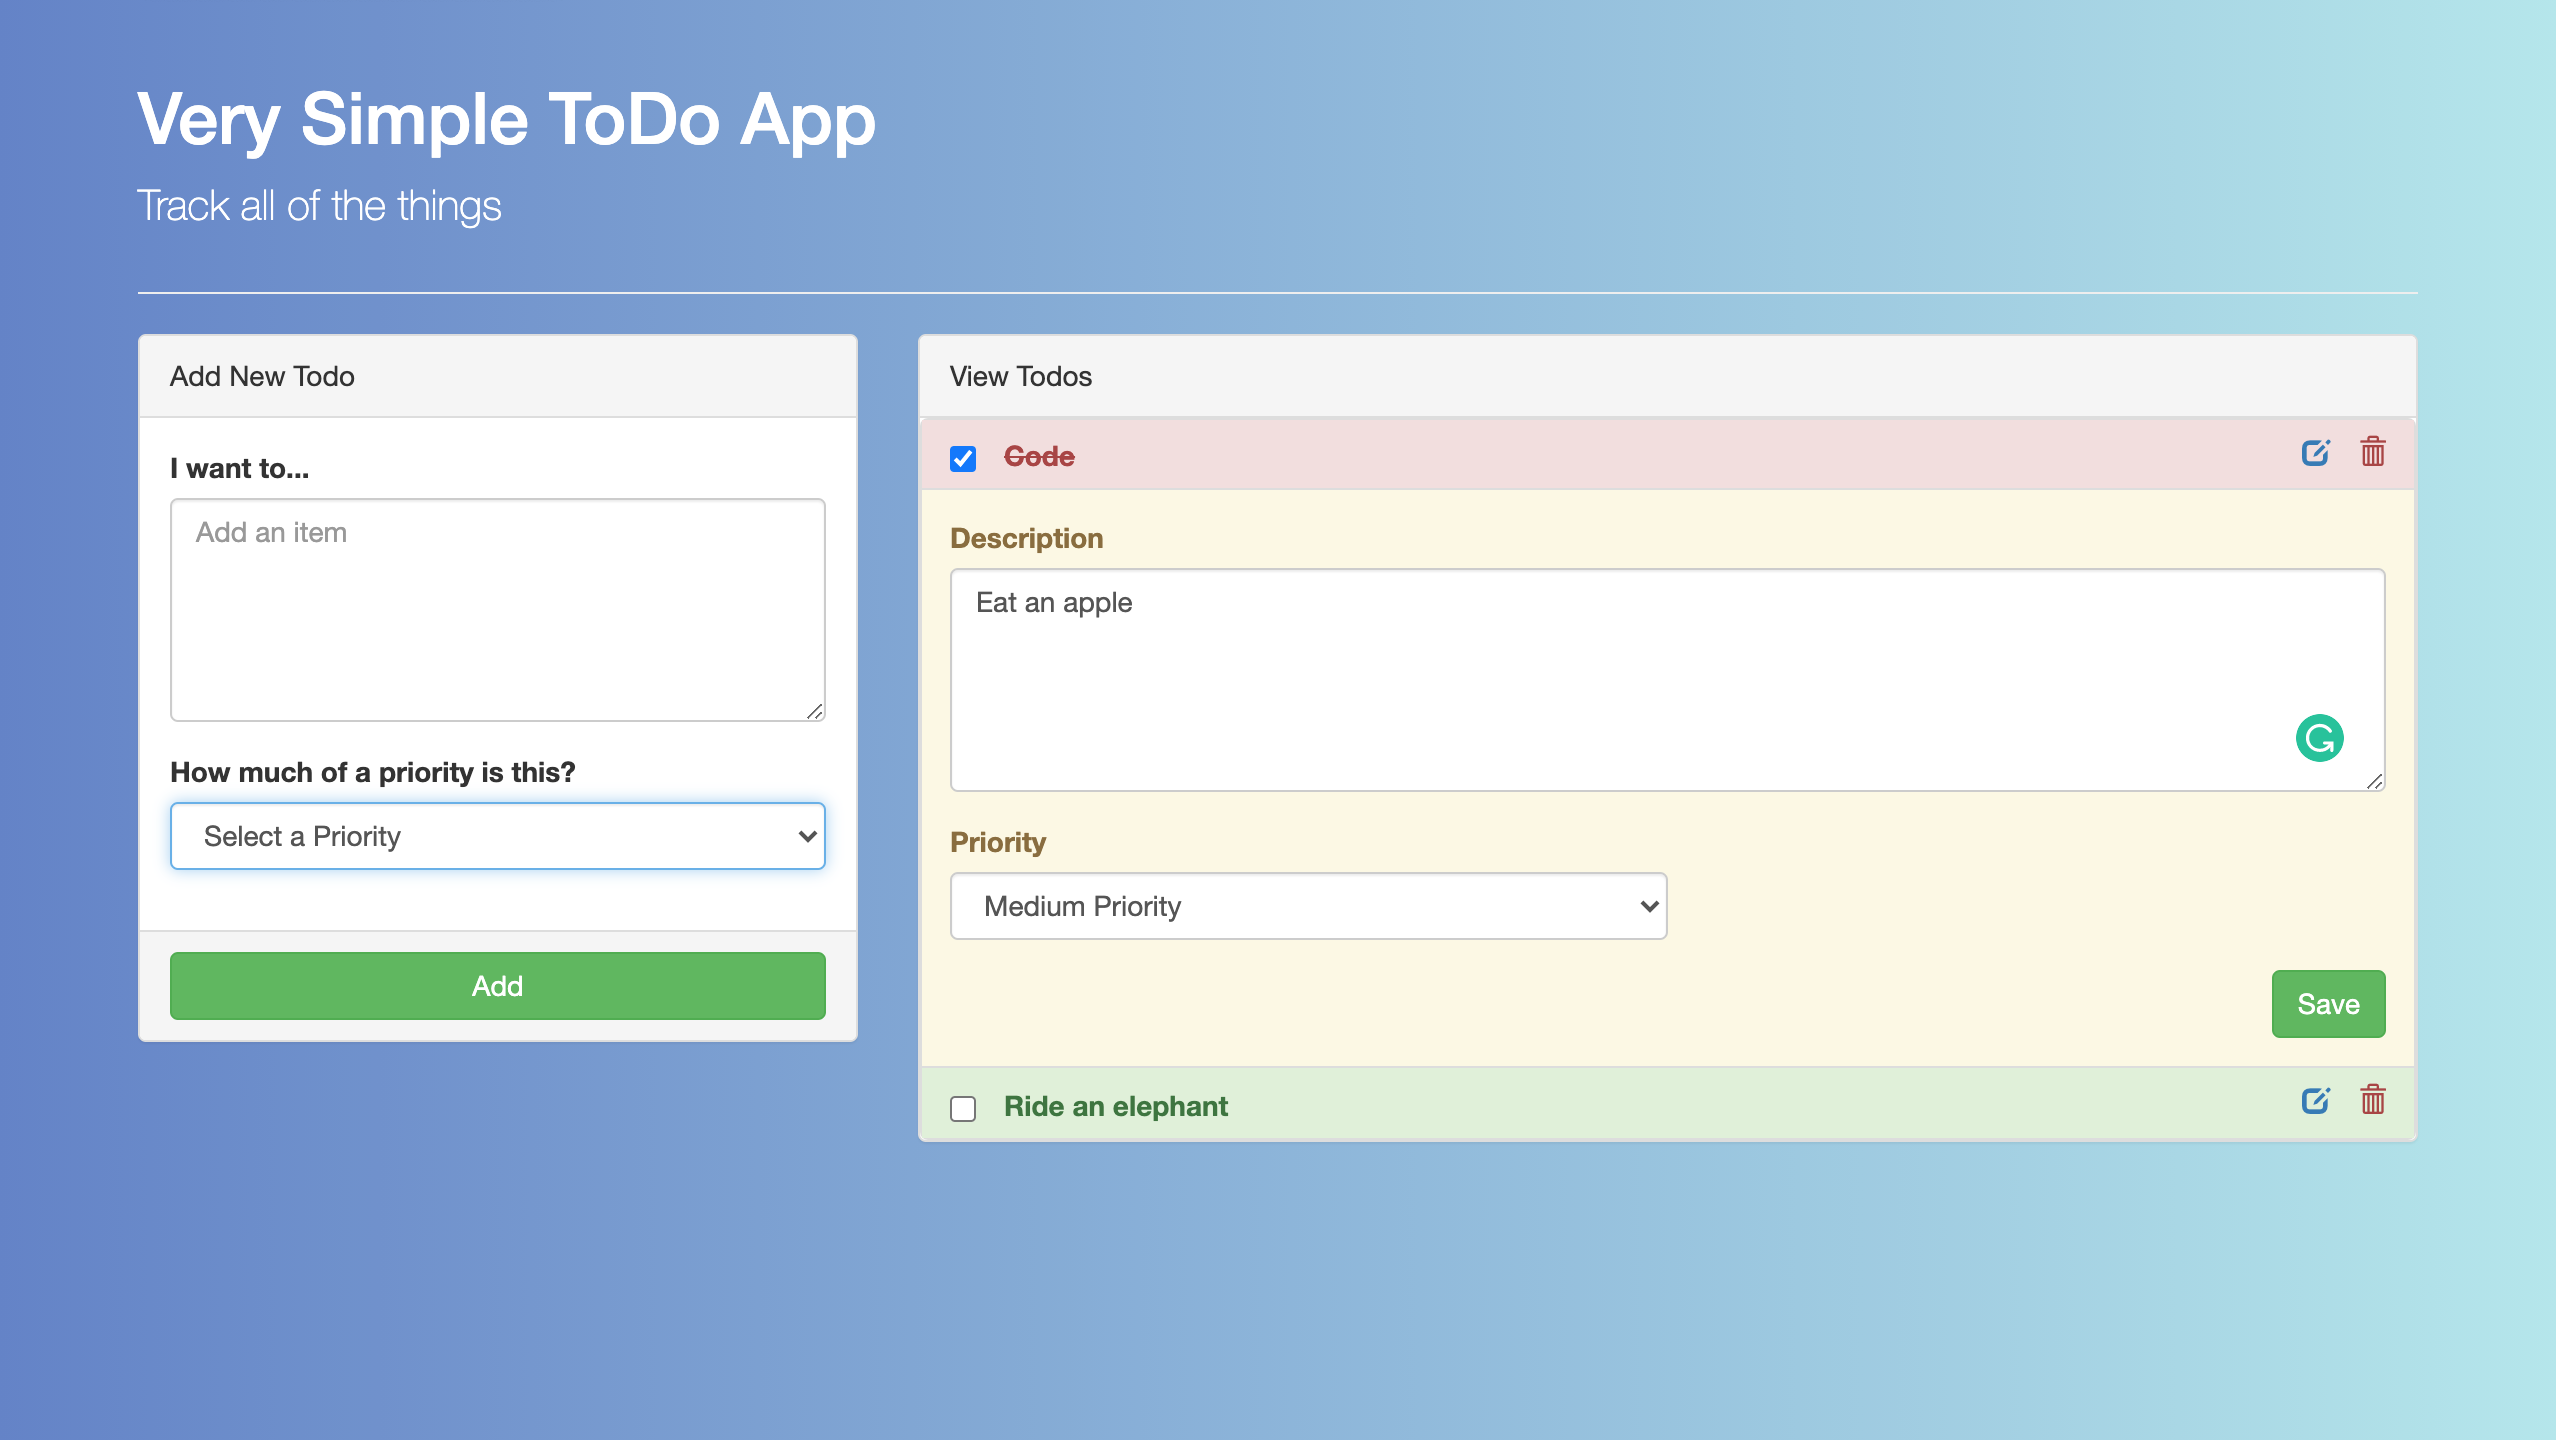 Very Simple ToDo App
Track all of the things
Add New Todo
I want to...
Add an item
How much of a priority is this?
Select a Priority
Add
View Todos
Code
Description
Eat an apple
Priority
Medium Priority
Save
Ride an elephant